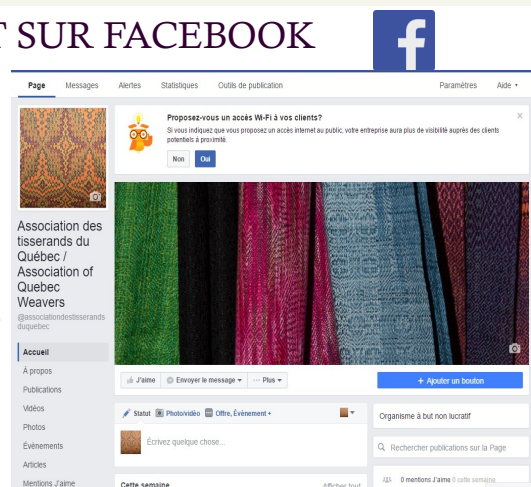 T SUR FACEBOOK
f
Page Messages Alertes Statistiques Outils de publication Paramètres Aide
Proposez-vous un accès Wi-Fi à vos clients?
Si vous indiquez que vous proposez un accès internet au public, votre entreprise aura plus de visibilité auprès des clients
potentiels à proximité.
Non Oui
Association des
tisserands du
Québec /
Association of
Quebec
Weavers
@associationdestisserands
duquebec
Accueil
À propos
Publications
Vidéos
Photos
Évènements
Articles
Mentions J'aime
J'aime Envoyer le message ··· Plus
+ Ajouter un bouton
Statut Photo/vidéo Offre, Évènement +
Écrivez quelque chose...
Organisme à but non lucratif
Rechercher publications sur la Page
Cette semaine Afficher tout
0 mentions J'aime 0 cette semaine